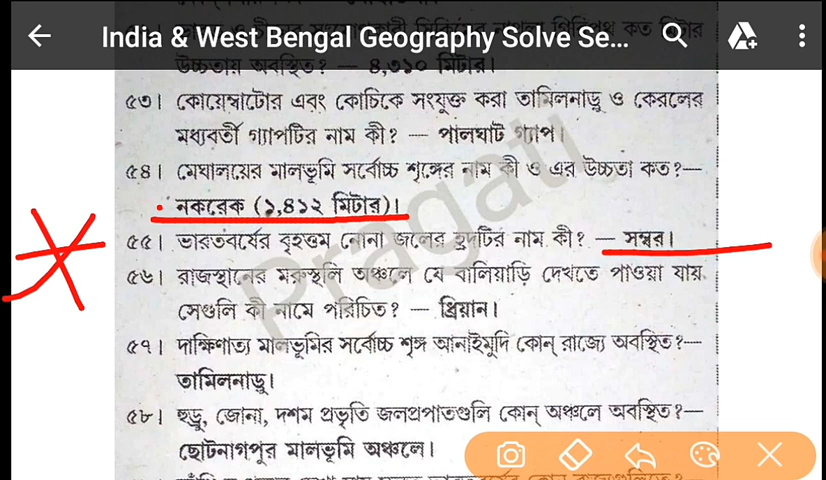 India & West Bengal Geography Solve Se...
উচ্চতায় অবস্থিত? — ৪,৩১০ মিটার।
৫৩। কোয়েম্বাটোর এবং কোচিকে সংযুক্ত করা তামিলনাড়ু ও কেরলের
মধ্যবর্তী গ্যাপটির নাম কী? — পালঘাট গ্যাপ।
৫৪। মেঘালয়ের মালভূমি সর্বোচ্চ শৃঙ্গের নাম কী ও এর উচ্চতা কত?—
নকরেক (১,৪১২ মিটার)।
৫৫। ভারতবর্ষের বৃহত্তম নোনা জলের হ্রদটির নাম কী? — সম্বর।
৫৬। রাজস্থানের মরুস্থলি অঞ্চলে যে বালিয়াড়ি দেখতে পাওয়া যায়
সেগুলি কী নামে পরিচিত? — ধ্রিয়ান।
৫৭। দাক্ষিণাত্য মালভূমির সর্বোচ্চ শৃঙ্গ আনাইমুদি কোন্ রাজ্যে অবস্থিত?—
তামিলনাড়ু।
৫৮। হুড্রু, জোনা, দশম প্রভৃতি জলপ্রপাতগুলি কোন্ অঞ্চলে অবস্থিত?—
ছোটনাগপুর মালভূমি অঞ্চলে।
Pragati